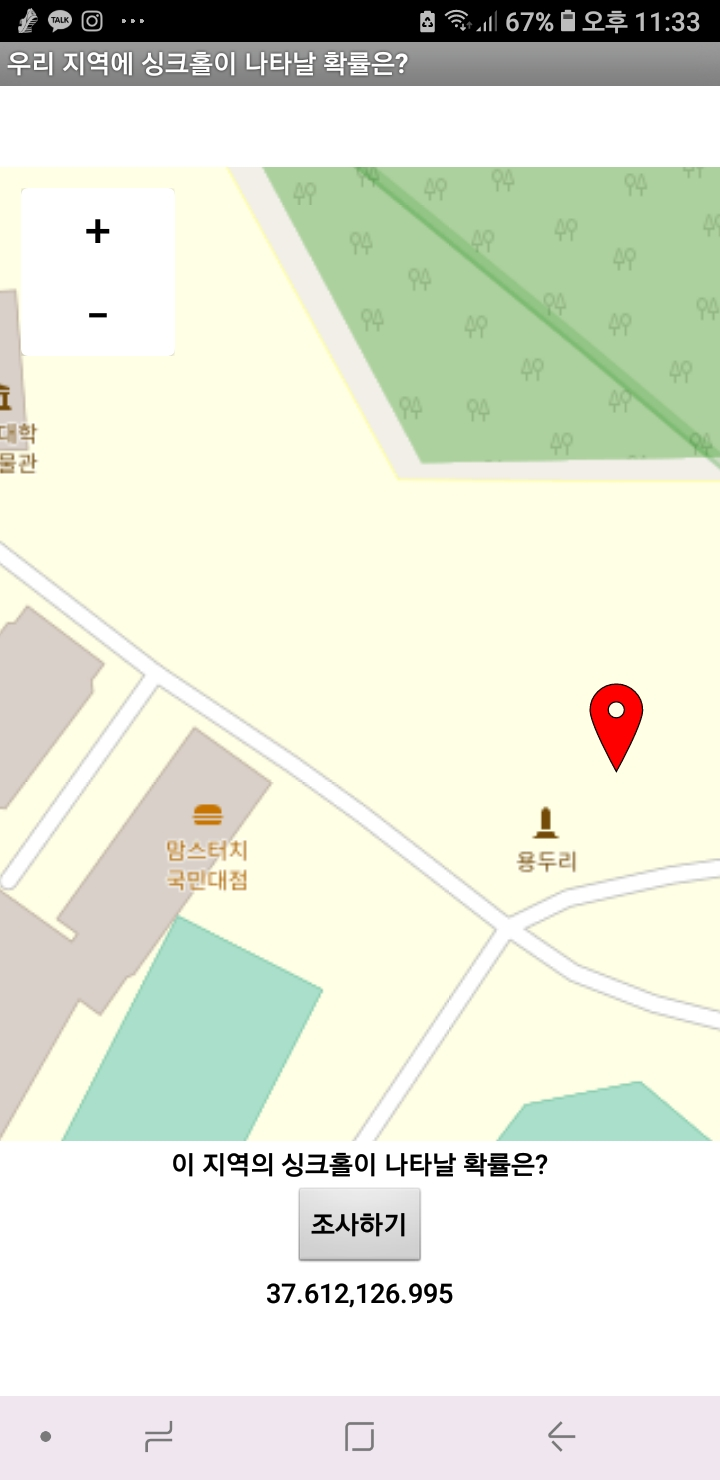 TALK
67% 오후 11:33
우리 지역에 싱크홀이 나타날 확률은?
+
-
대학
물관
맘스터치
국민대점
용두리
이 지역의 싱크홀이 나타날 확률은?
조사하기
37.612,126.995